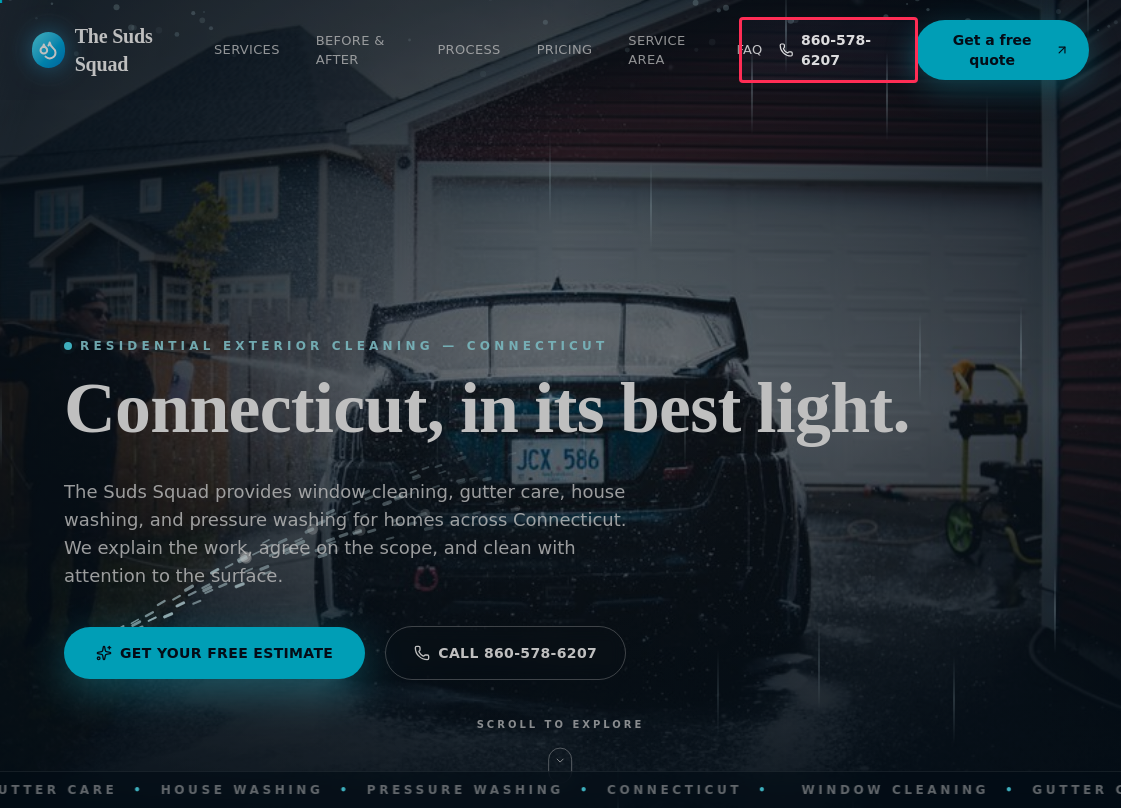 The Suds
Squad
SERVICES
BEFORE &
AFTER
PROCESS
PRICING
SERVICE
AREA
FAQ
860-578-
6207
Get a free
quote
RESIDENTIAL EXTERIOR CLEANING — CONNECTICUT
Connecticut, in its best light.
JCX 586
The Suds Squad provides window cleaning, gutter care, house
washing, and pressure washing for homes across Connecticut.
We explain the work, agree on the scope, and clean with
attention to the surface.
GET YOUR FREE ESTIMATE
CALL 860-578-6207
SCROLL TO EXPLORE
UTTER CARE • HOUSE WASHING • PRESSURE WASHING • CONNECTICUT • WINDOW CLEANING • GUTTER C